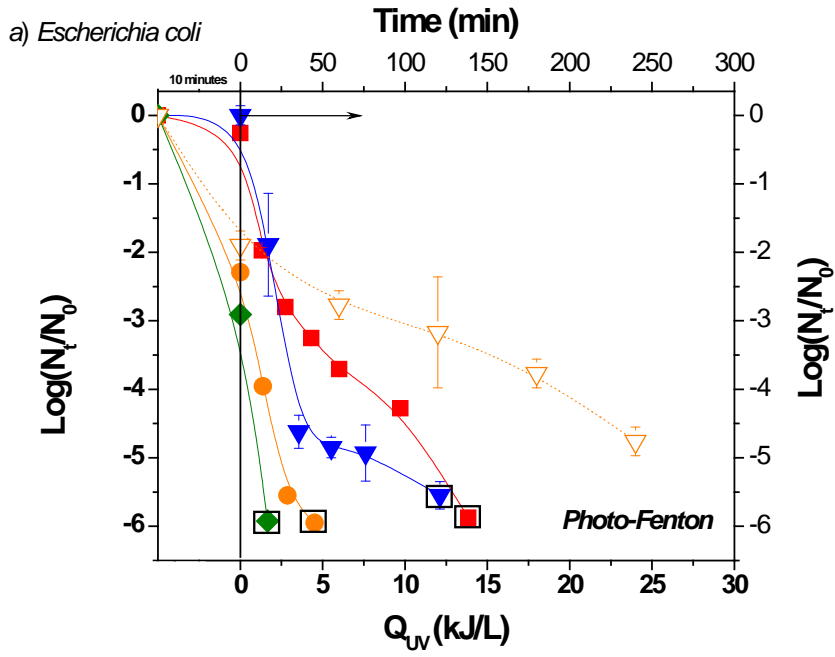 a) Escherichia coli
Time (min)
0 50 100 150 200 250 300
10 minutes
0
-1
-2
-3
-4
-5
-6
Log(Nt/N0)
0
-1
-2
-3
-4
-5
-6
Log(Nt/N0)
Photo-Fenton
0 5 10 15 20 25 30
QUV (kJ/L)